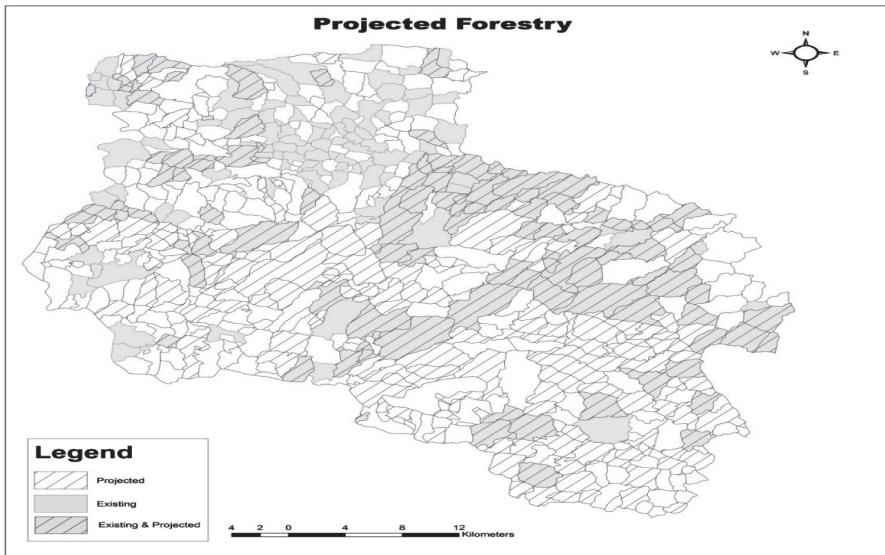 Projected Forestry
N
W E
S
Legend
Projected
Existing
Existing & Projected
4 2 0 4 8 12
Kilometers